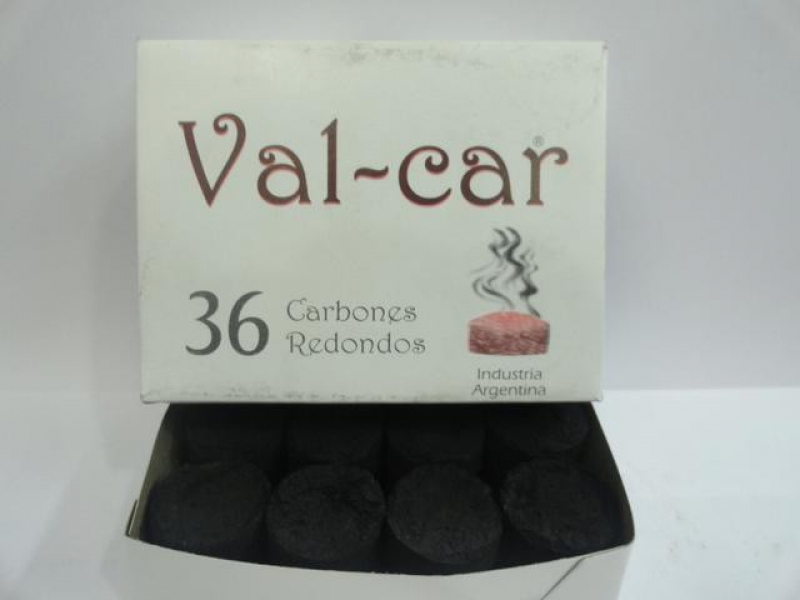 Val-car®
36 Carbones
Redondos
Industria
Argentina